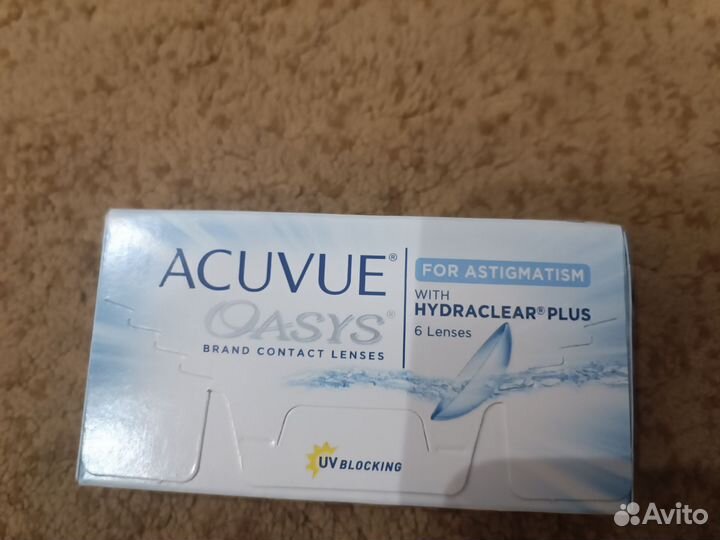 ACUVUE®
OASYS®
BRAND CONTACT LENSES
FOR ASTIGMATISM
WITH
HYDRACLEAR® PLUS
6 Lenses
UV BLOCKING
Avito